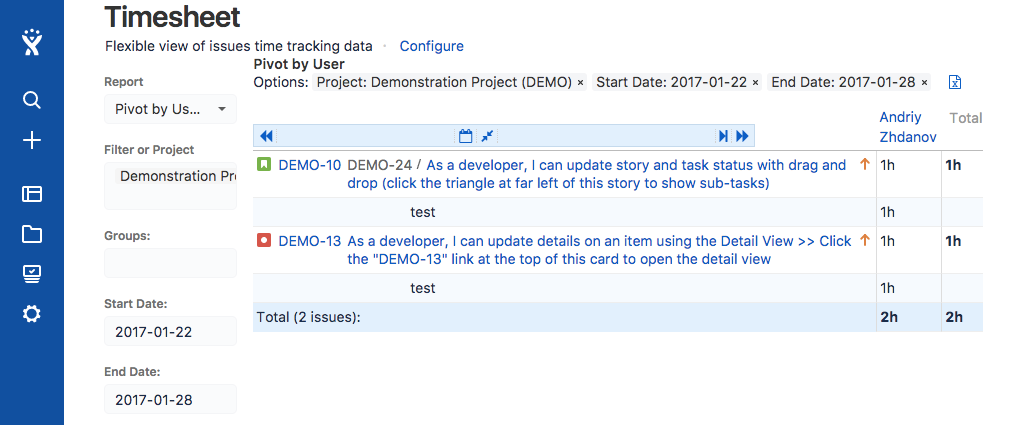 Timesheet
Flexible view of issues time tracking data · Configure
Report
Pivot by Us...
Filter or Project
Demonstration Pr
Groups:
Start Date:
2017-01-22
End Date:
2017-01-28
Pivot by User
Options: Project: Demonstration Project (DEMO) × Start Date: 2017-01-22 × End Date: 2017-01-28 ×
Andriy Zhdanov Total
DEMO-10 DEMO-24 / As a developer, I can update story and task status with drag and 1h 1h
drop (click the triangle at far left of this story to show sub-tasks)
test 1h
DEMO-13 As a developer, I can update details on an item using the Detail View >> Click 1h 1h
the "DEMO-13" link at the top of this card to open the detail view
test 1h
Total (2 issues): 2h 2h